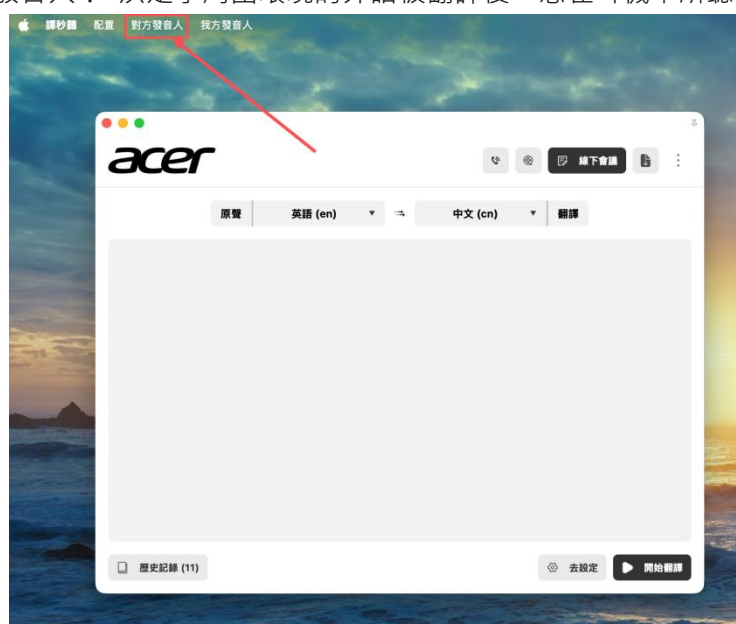 譯秒聽 配置 對方發音人 我方發音人
acer
線下會議
原聲 英語 (en) 中文 (cn) 翻譯
歷史記錄 (11)
去設定 開始翻譯